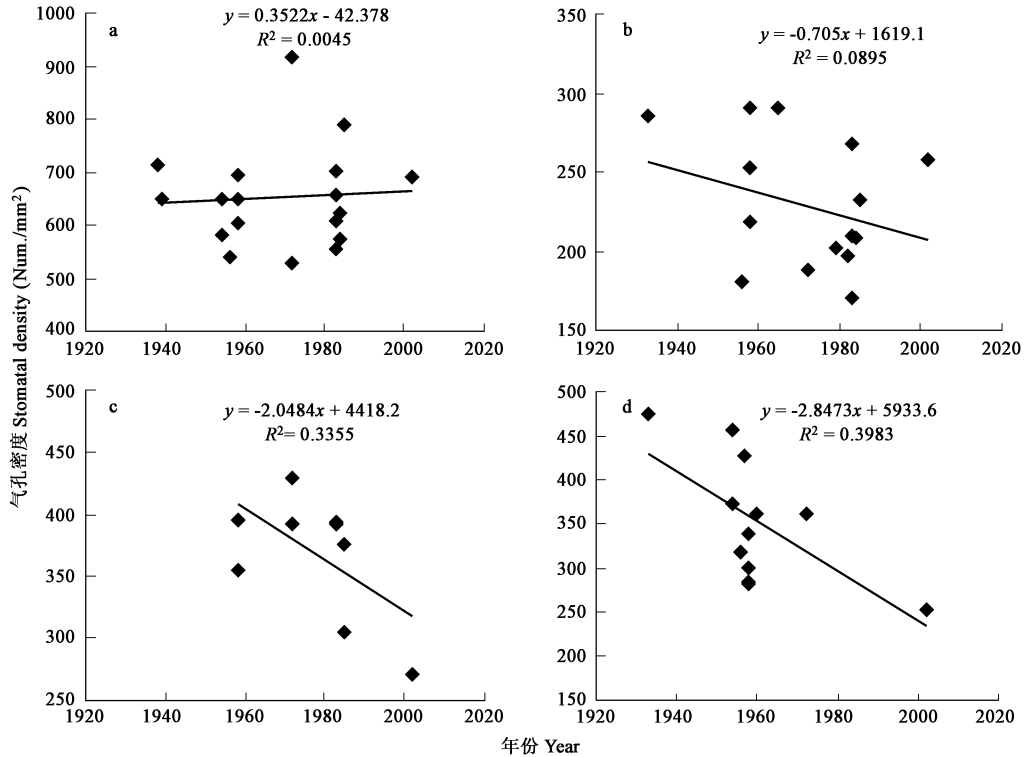 气孔密度 Stomatal density (Num./mm²)
a
y = 0.3522x - 42.378
R² = 0.0045
1000
900
800
700
600
500
400
1920 1940 1960 1980 2000 2020
b
y = -0.705x + 1619.1
R² = 0.0895
350
300
250
200
150
1920 1940 1960 1980 2000 2020
c
y = -2.0484x + 4418.2
R²= 0.3355
500
450
400
350
300
250
1920 1940 1960 1980 2000 2020
d
y = -2.8473x + 5933.6
R² = 0.3983
500
450
400
350
300
250
200
150
1920 1940 1960 1980 2000 2020
年份 Year